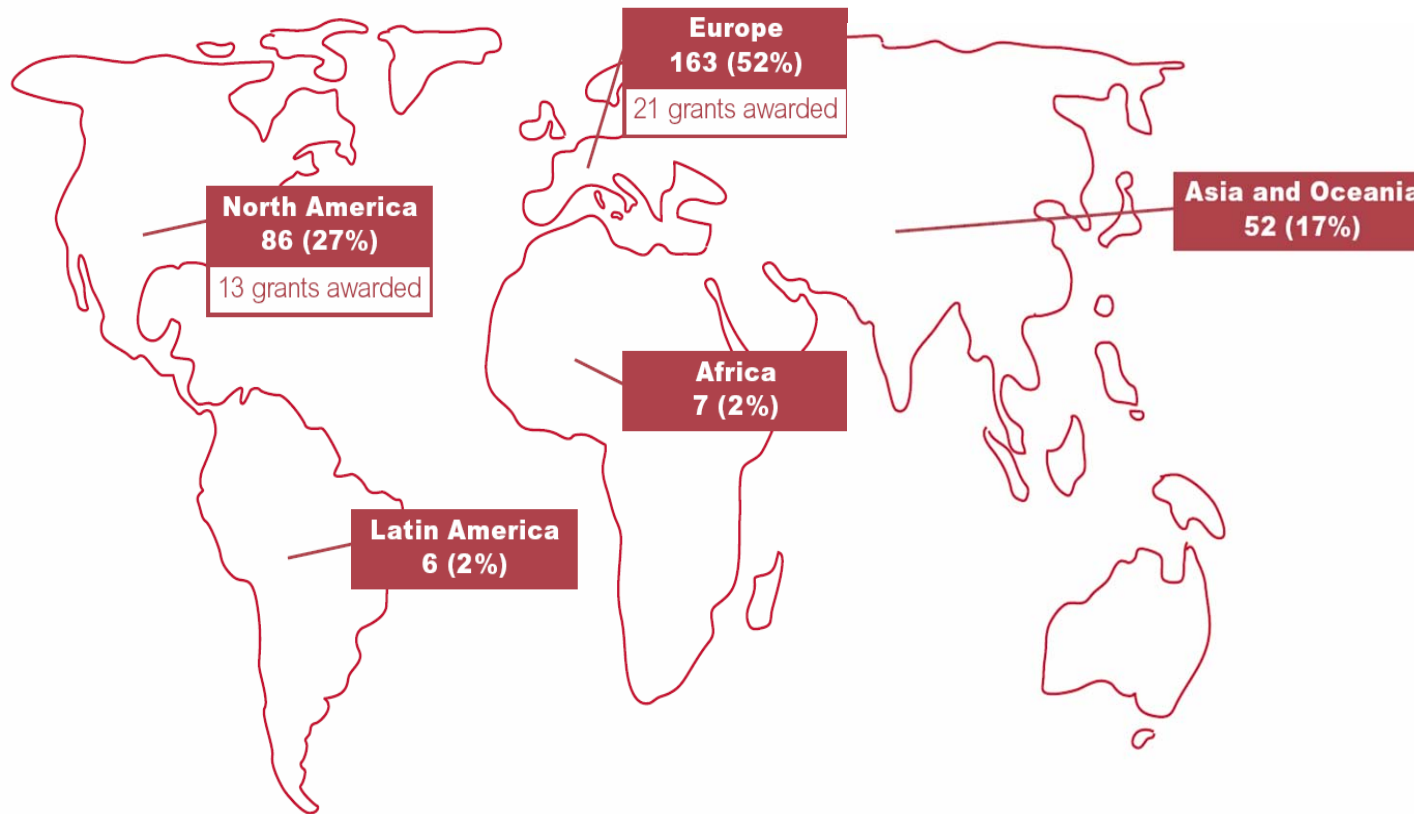 Europe
163 (52%)
21 grants awarded
North America
86 (27%)
13 grants awarded
Asia and Oceania
52 (17%)
Africa
7 (2%)
Latin America
6 (2%)